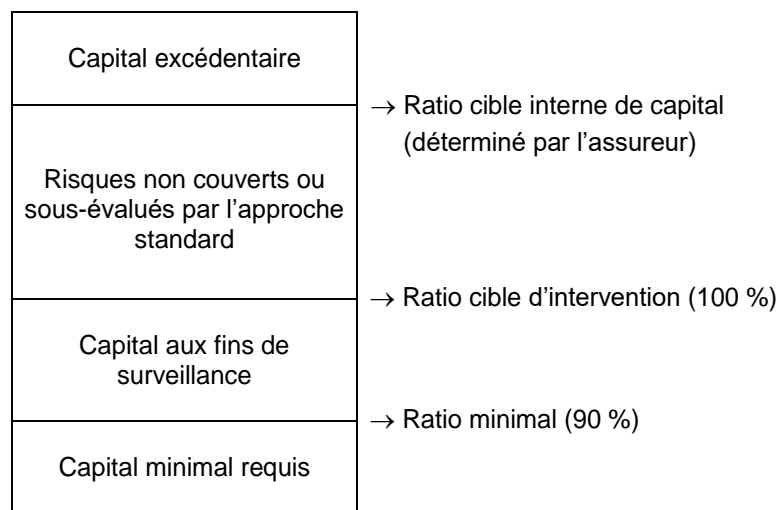 Capital excédentaire
→ Ratio cible interne de capital
(déterminé par l'assureur)
Risques non couverts ou
sous-évalués par l'approche
standard
→ Ratio cible d'intervention (100 %)
Capital aux fins de
surveillance
→ Ratio minimal (90 %)
Capital minimal requis